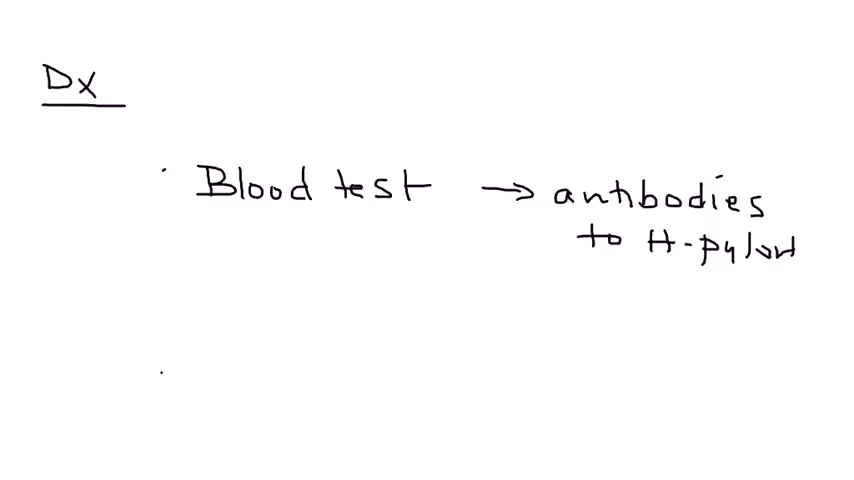 Dx
· Blood test → antibodies
to H-pylori
·